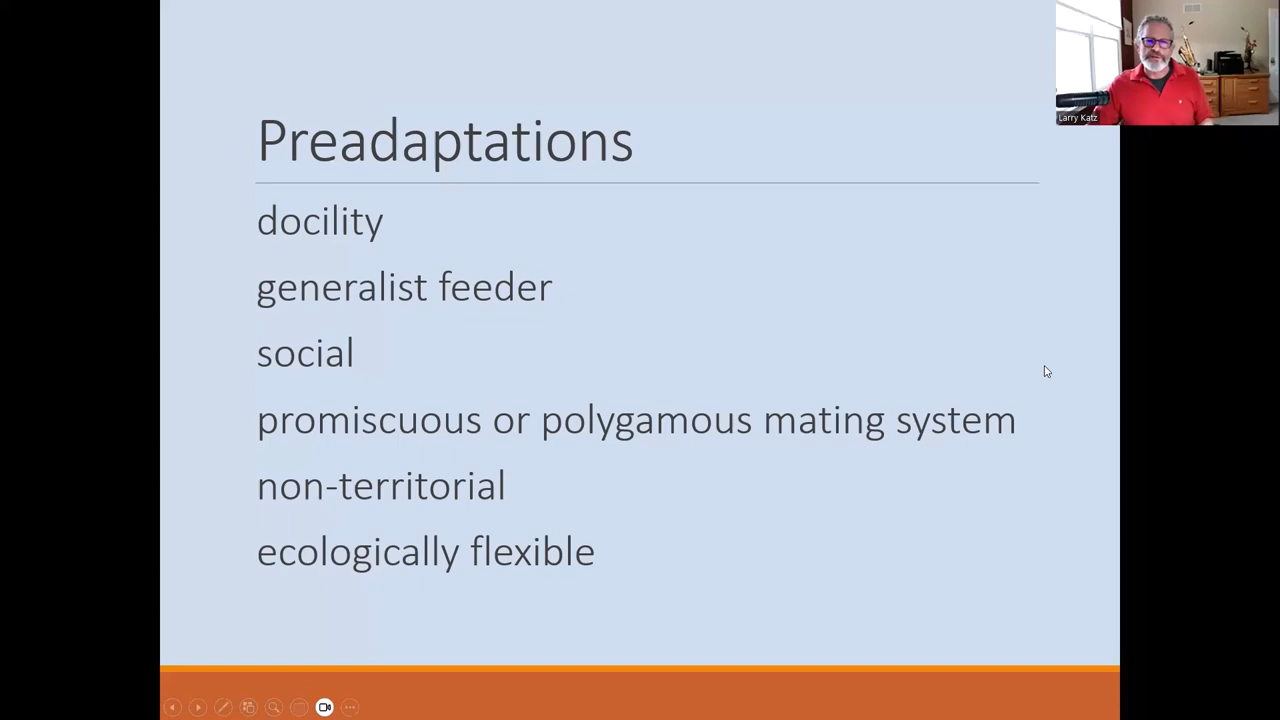 Preadaptations
docility
generalist feeder
social
promiscuous or polygamous mating system
non-territorial
ecologically flexible
Larry Katz